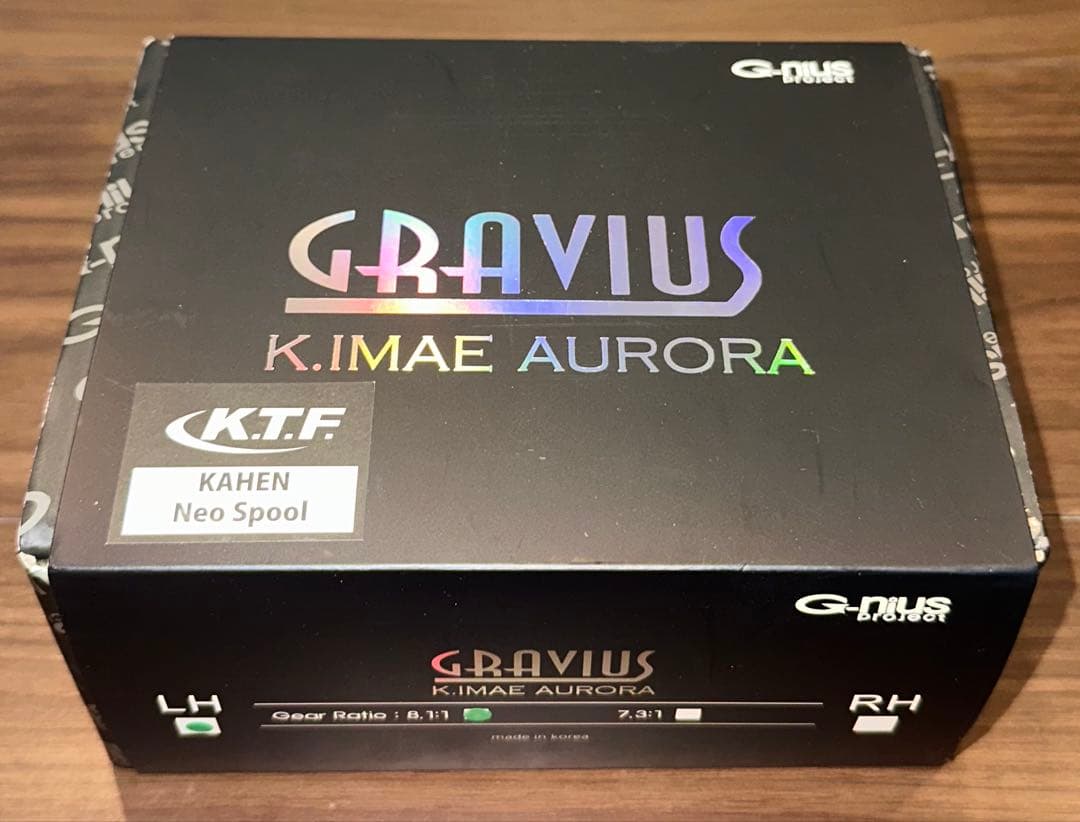 G-nius
project
GRAVIUS
K.IMAE AURORA
K.T.F.
KAHEN
Neo Spool
G-nius
project
GRAVIUS
K.IMAE AURORA
LH
Gear Ratio : 8.1:1
7.3:1
RH
made in korea